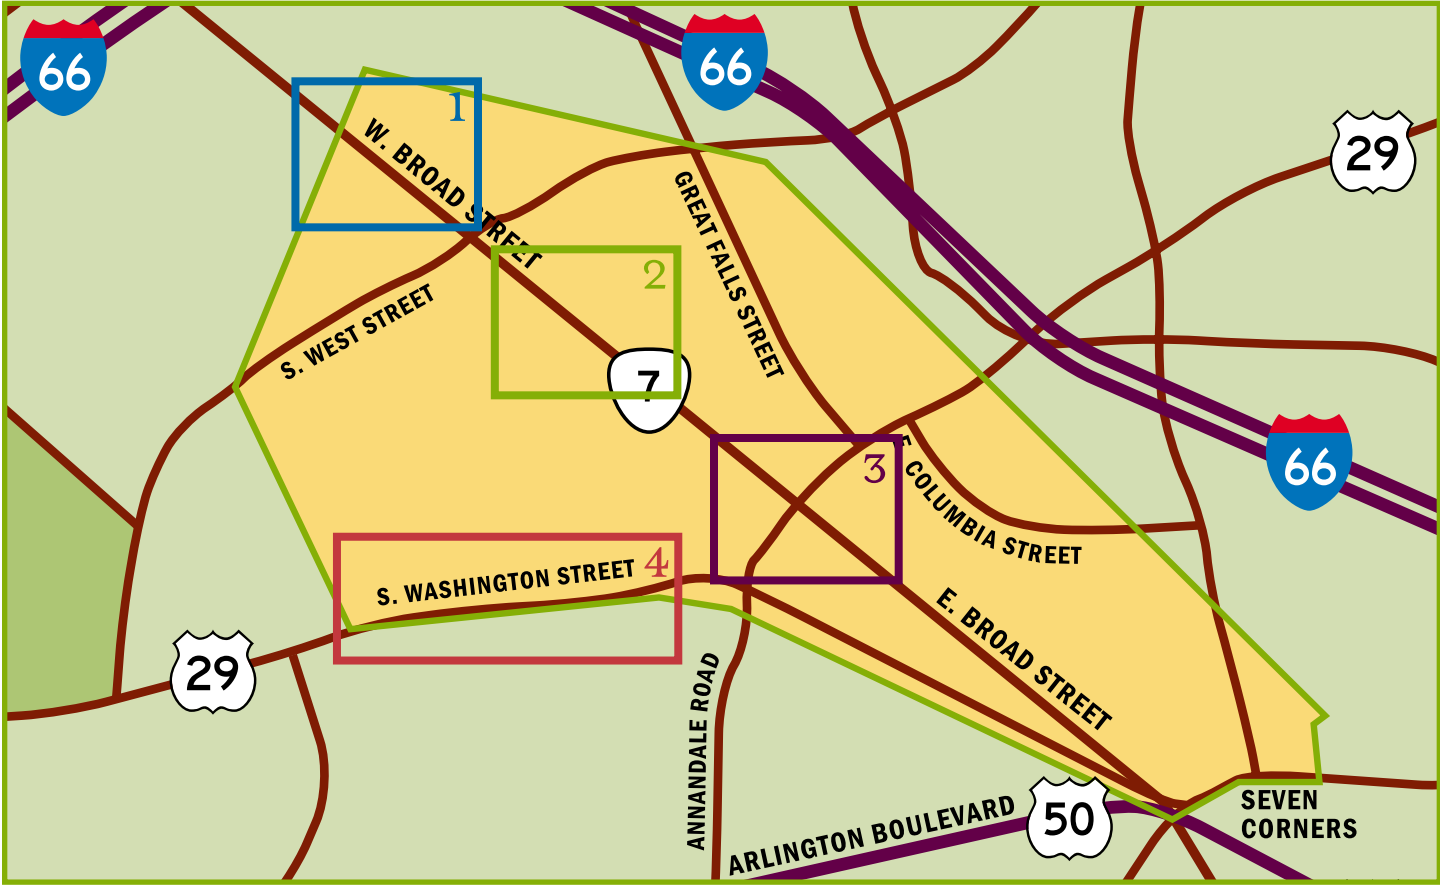 66
66
1
W. BROAD STREET
29
GREAT FALLS STREET
2
S. WEST STREET
7
E. COLUMBIA STREET
3
66
4
S. WASHINGTON STREET
E. BROAD STREET
29
ANNANDALE ROAD
ARLINGTON BOULEVARD
50
SEVEN
CORNERS